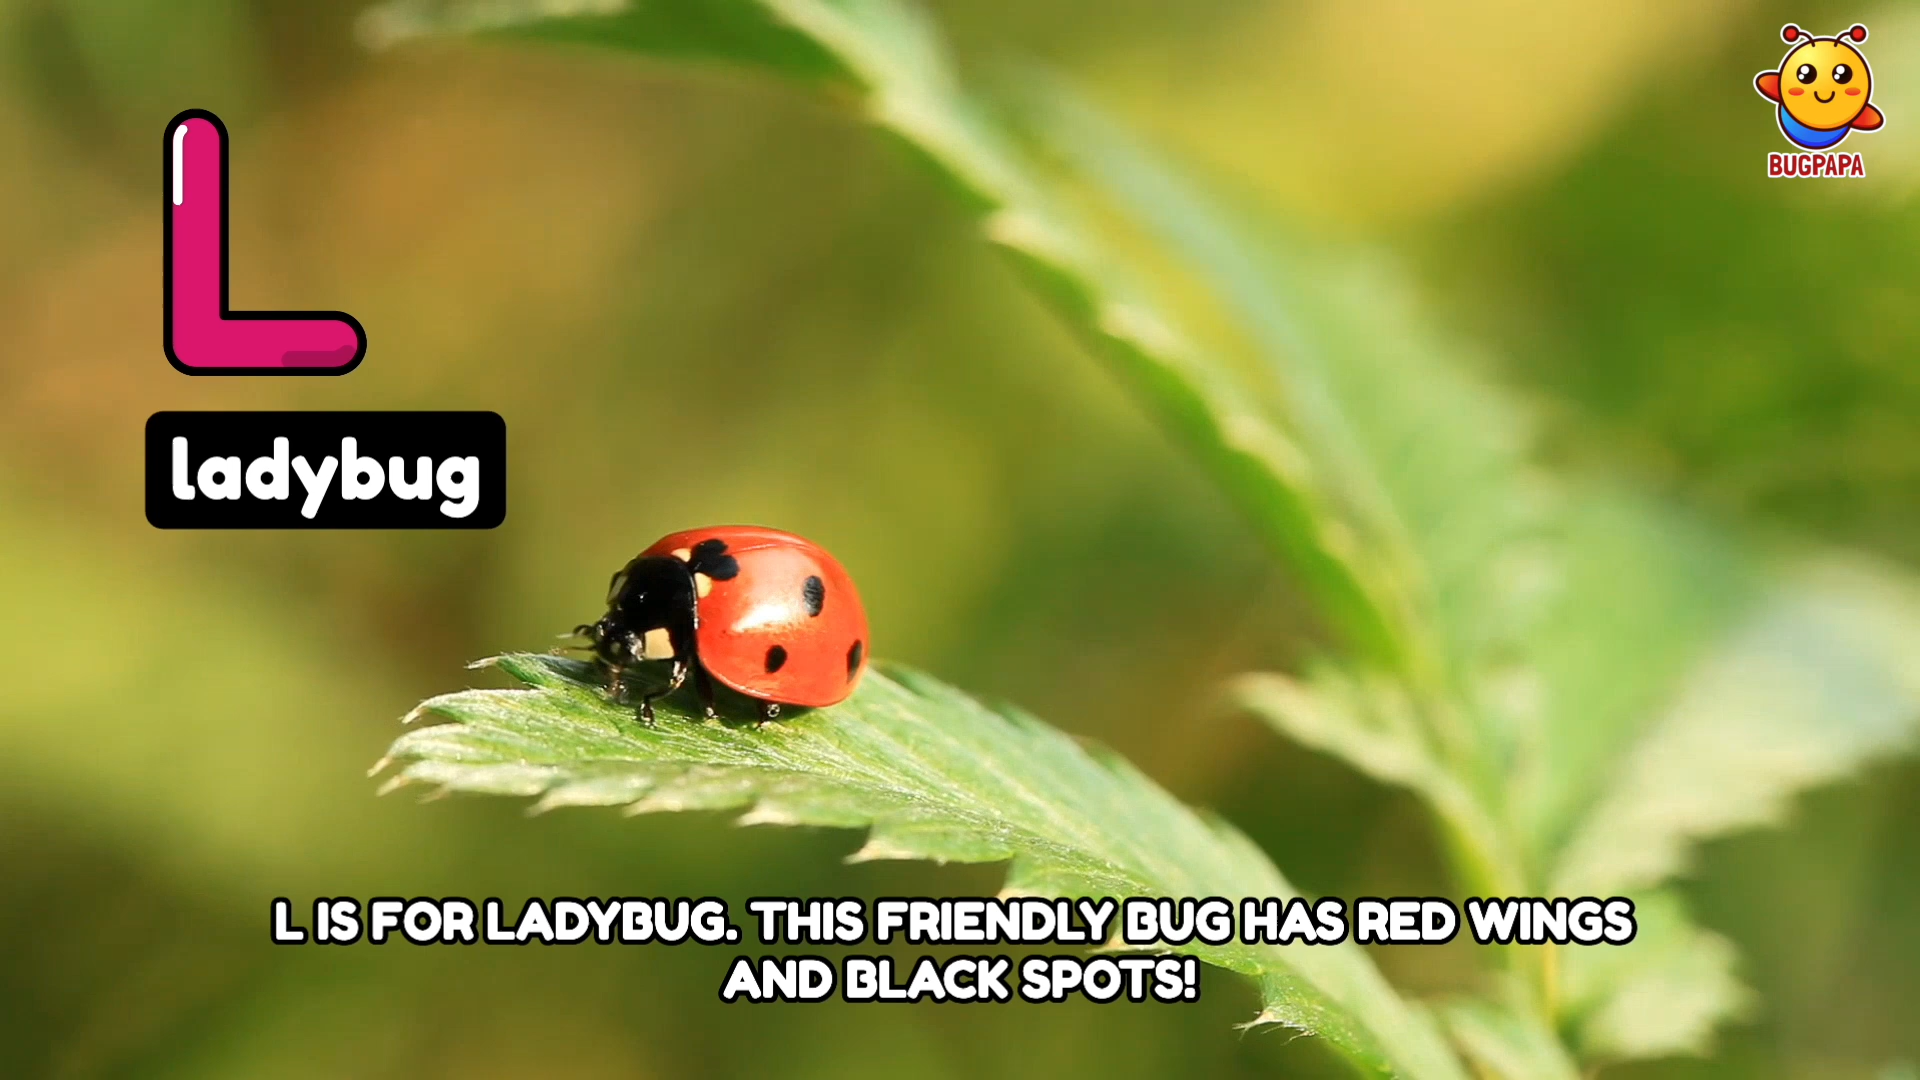 L
ladybug
BUGPAPA
L IS FOR LADYBUG. THIS FRIENDLY BUG HAS RED WINGS
AND BLACK SPOTS!